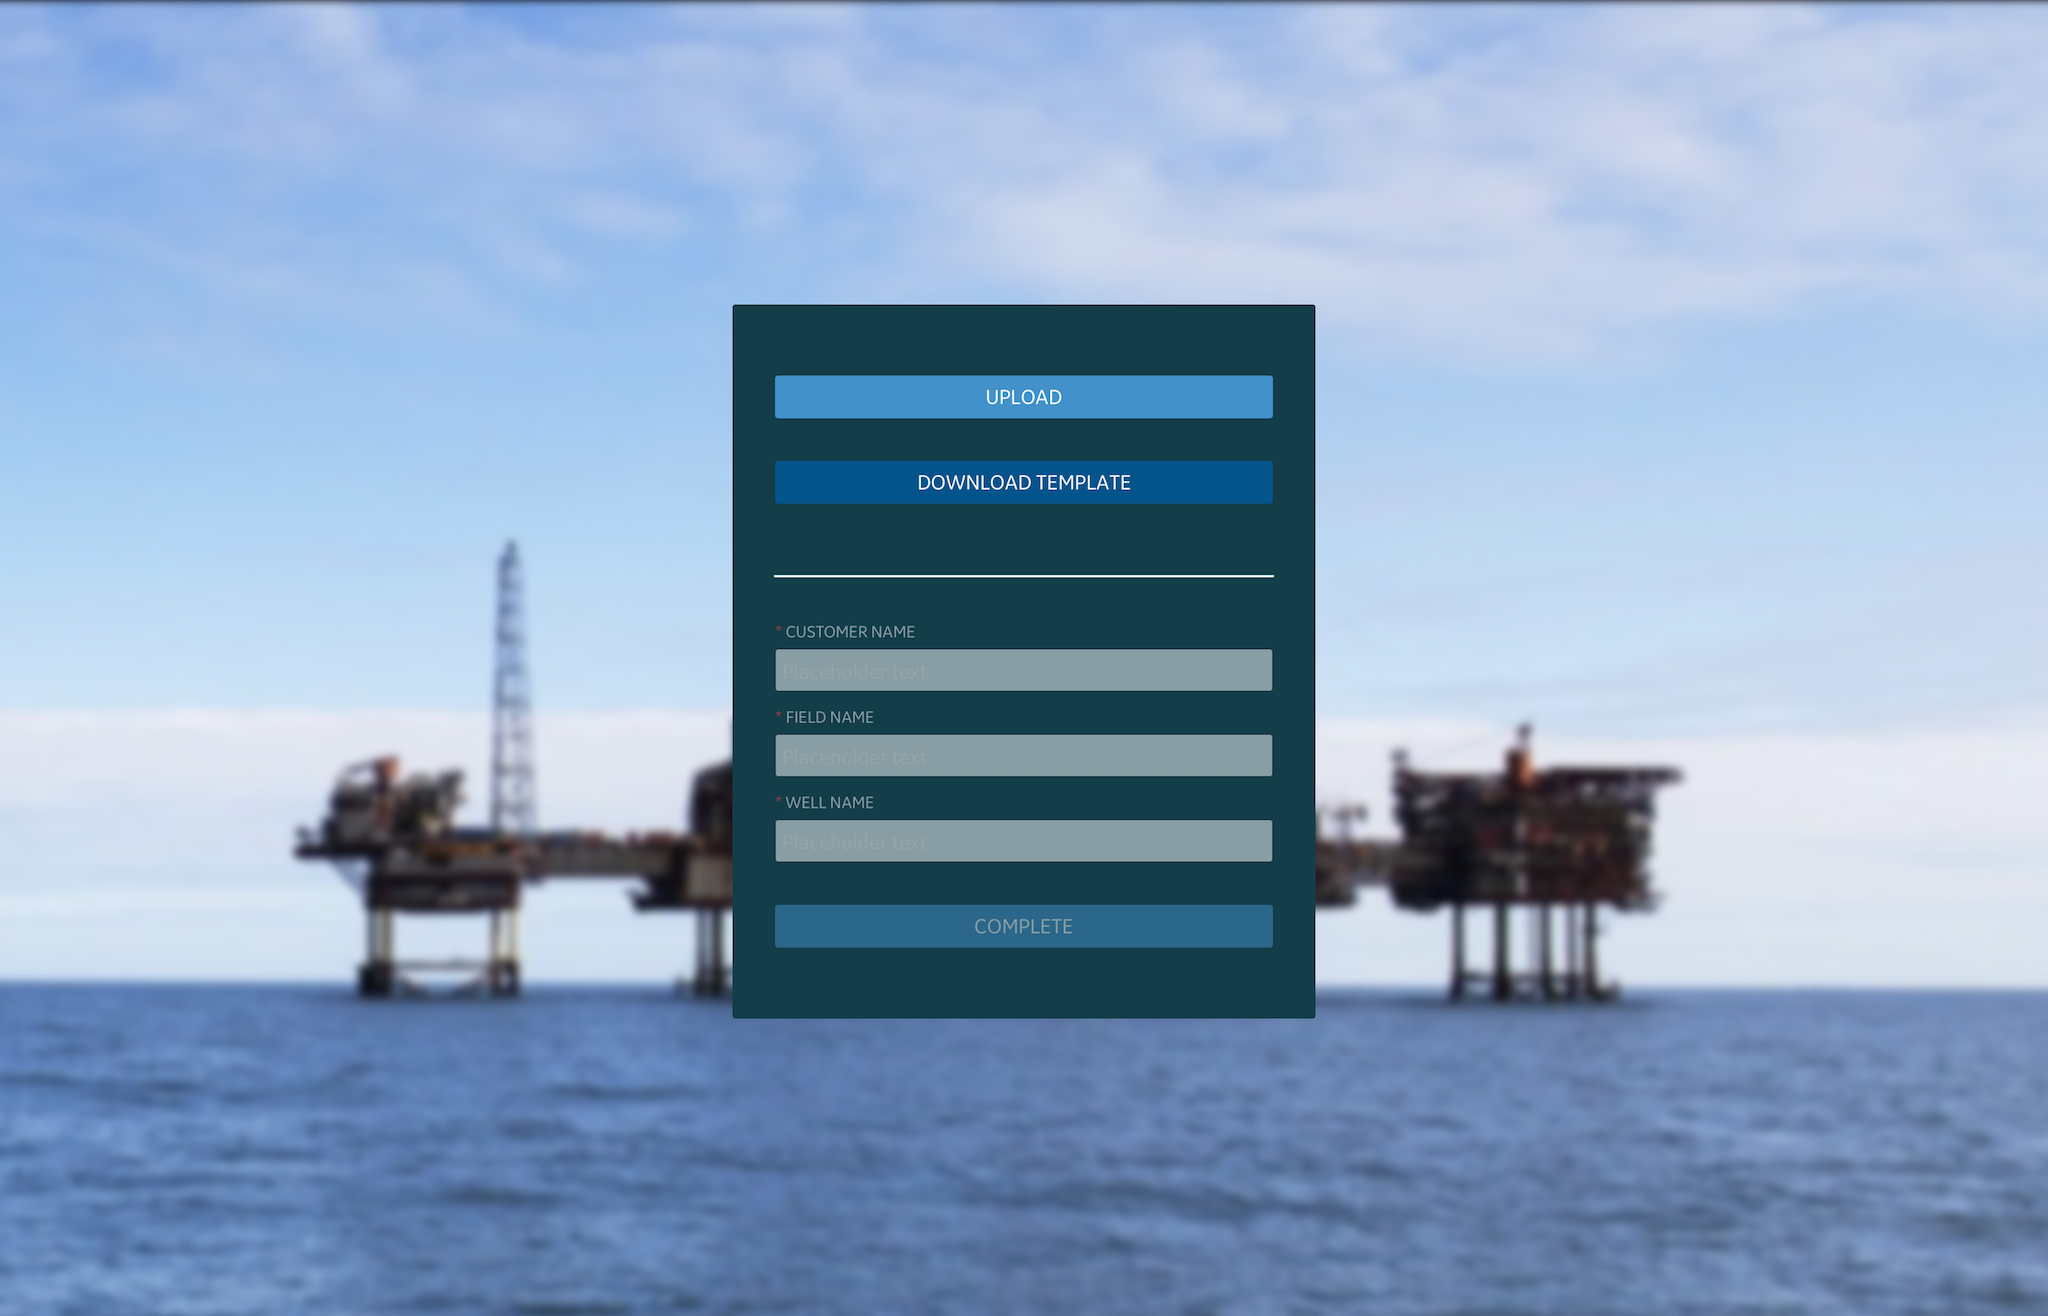 UPLOAD
DOWNLOAD TEMPLATE
* CUSTOMER NAME
Placeholder text
* FIELD NAME
Placeholder text
* WELL NAME
Placeholder text
COMPLETE